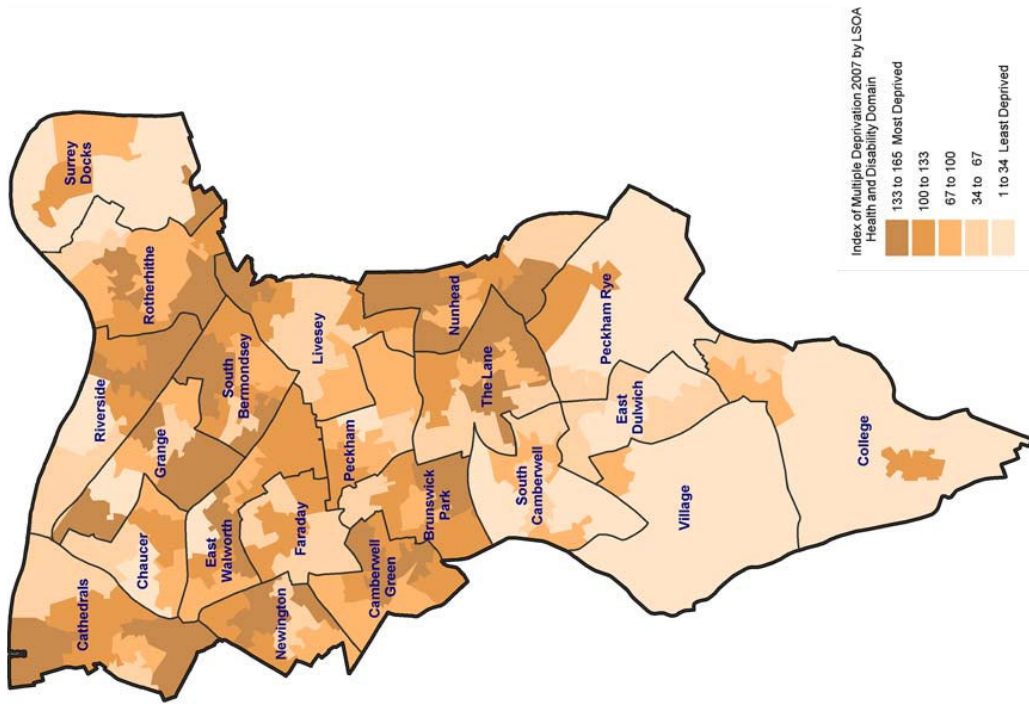 Surrey
Docks
Rotherhithe
Riverside
South
Bermondsey
Livesey
Nunhead
Grange
The Lane
Peckham Rye
Cathedrals
Chaucer
East
Walworth
Faraday
Peckham
East
Dulwich
Newington
Camberwell
Green
Brunswick
Park
South
Camberwell
Village
College
Index of Multiple Deprivation 2007 by LSOA
Health and Disability Domain
133 to 165 Most Deprived
100 to 133
67 to 100
34 to 67
1 to 34 Least Deprived